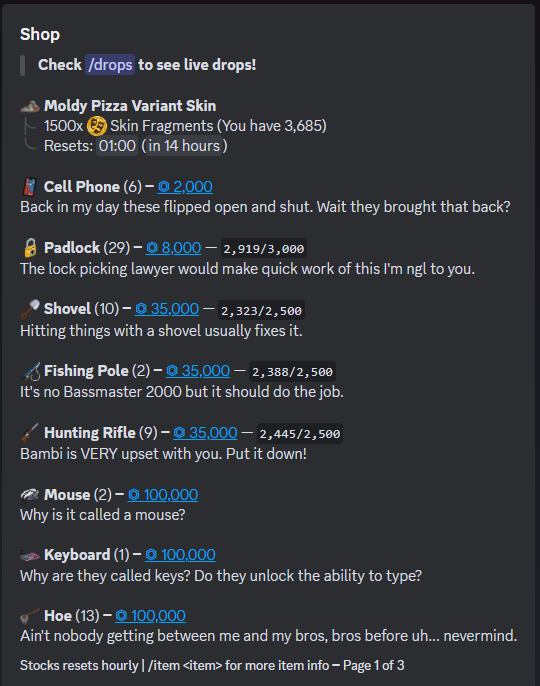 Shop
Check /drops to see live drops!
Moldy Pizza Variant Skin
1500x Skin Fragments (You have 3,685)
Resets: 01:00 (in 14 hours)
Cell Phone (6) – 2,000
Back in my day these flipped open and shut. Wait they brought that back?
Padlock (29) – 8,000 — 2,919/3,000
The lock picking lawyer would make quick work of this I'm ngl to you.
Shovel (10) – 35,000 — 2,323/2,500
Hitting things with a shovel usually fixes it.
Fishing Pole (2) – 35,000 — 2,388/2,500
It's no Bassmaster 2000 but it should do the job.
Hunting Rifle (9) – 35,000 — 2,445/2,500
Bambi is VERY upset with you. Put it down!
Mouse (2) – 100,000
Why is it called a mouse?
Keyboard (1) – 100,000
Why are they called keys? Do they unlock the ability to type?
Hoe (13) – 100,000
Ain't nobody getting between me and my bros, bros before uh... nevermind.
Stocks resets hourly | /item <item> for more item info – Page 1 of 3